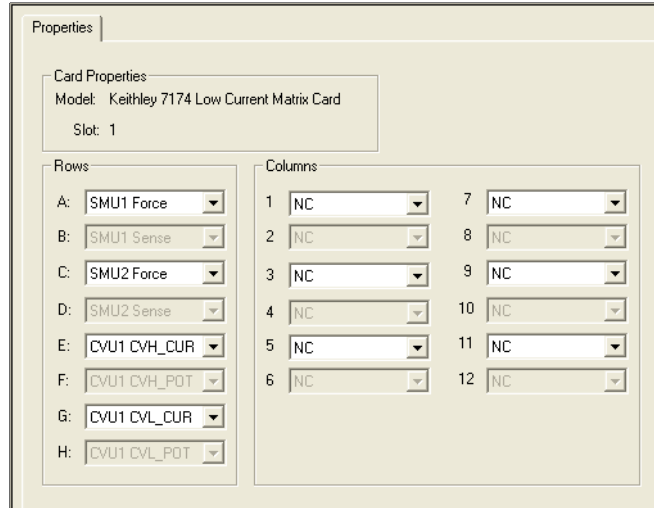 Properties
Card Properties
Model: Keithley 7174 Low Current Matrix Card
Slot: 1
Rows
A: SMU1 Force
B: SMU1 Sense
C: SMU2 Force
D: SMU2 Sense
E: CVU1 CVH_CUR
F: CVU1 CVH_POT
G: CVU1 CVL_CUR
H: CVU1 CVL_POT
Columns
1 NC
2 NC
3 NC
4 NC
5 NC
6 NC
7 NC
8 NC
9 NC
10 NC
11 NC
12 NC